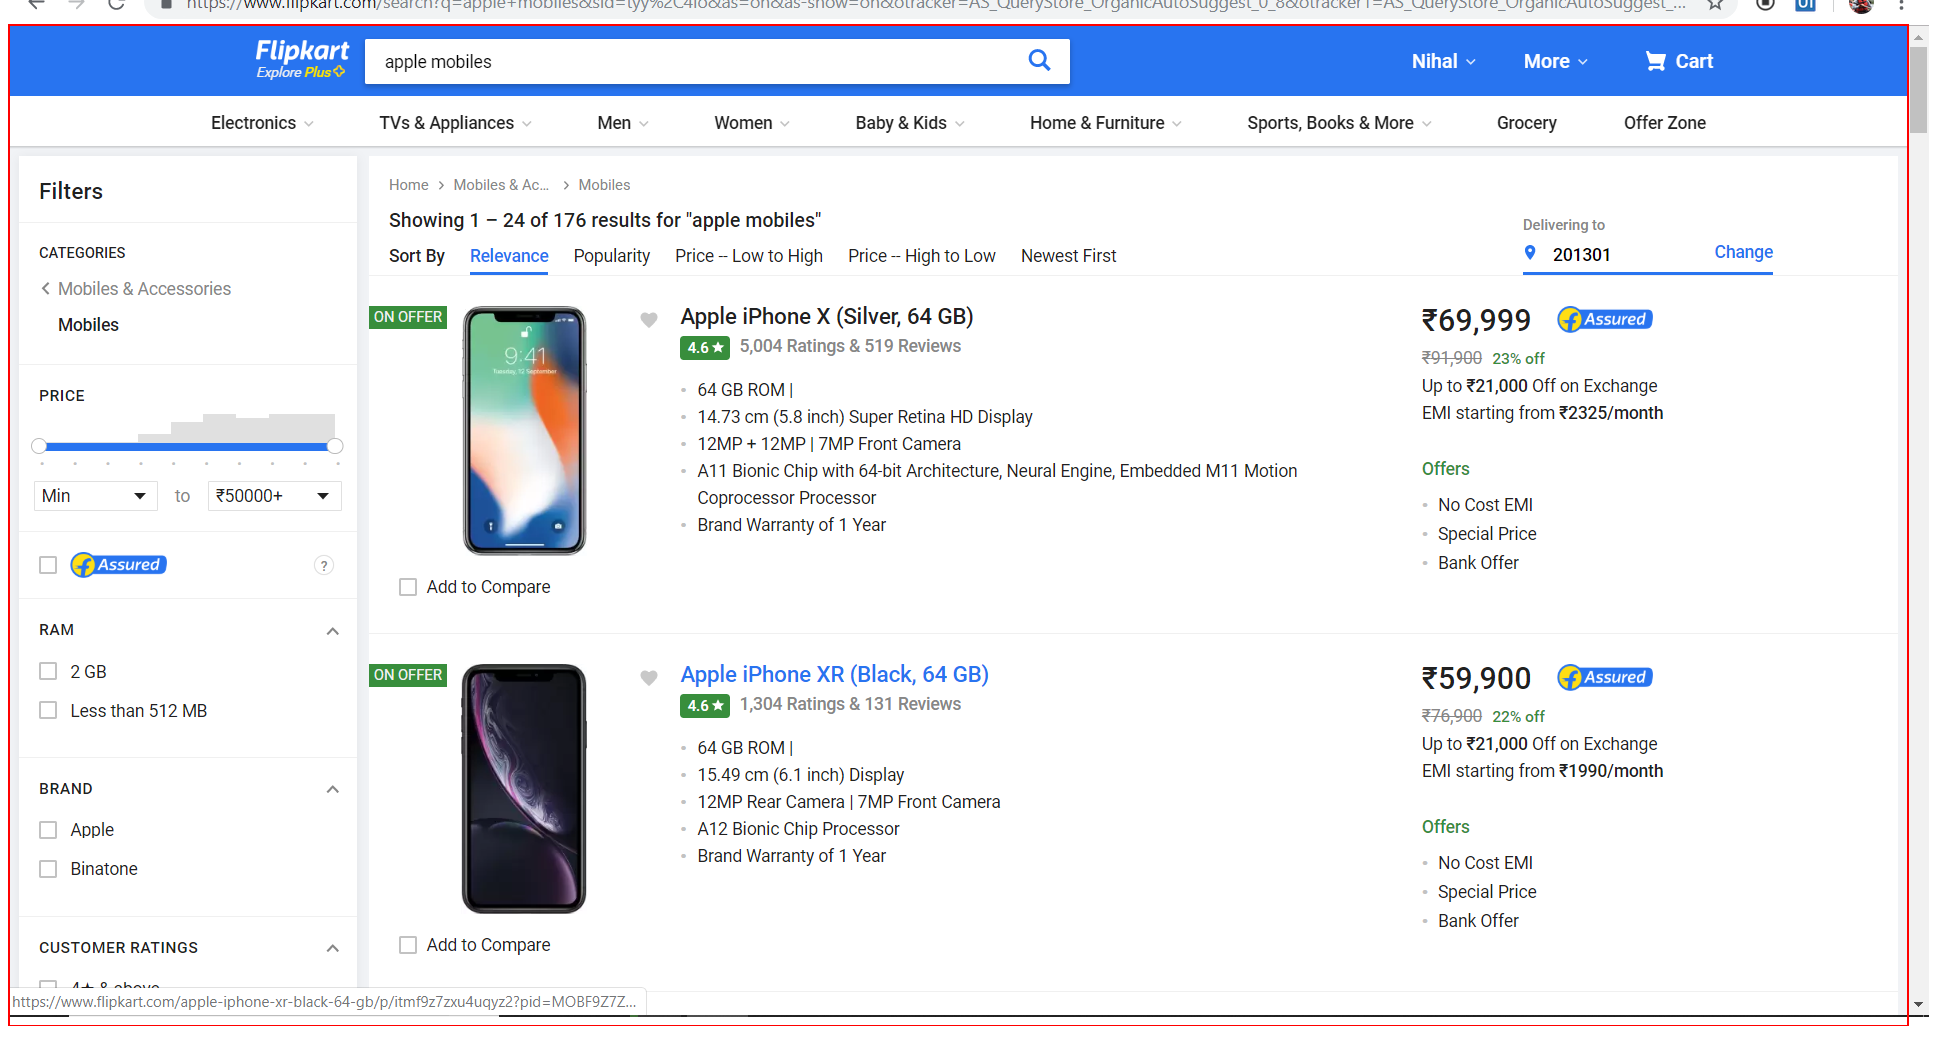 https://www.flipkart.com/search?q=apple+mobiles&sid=tyy%2C4io&as=on&as-show=on&otracker=AS_QueryStore_OrganicAutoSuggest_0_8&otracker1=AS_QueryStore_OrganicAutoSuggest_...
Flipkart
Explore Plus
apple mobiles
Nihal
More
Cart
Electronics
TVs & Appliances
Men
Women
Baby & Kids
Home & Furniture
Sports, Books & More
Grocery
Offer Zone
Filters
CATEGORIES
Mobiles & Accessories
Mobiles
PRICE
Min to ₹50000+
Assured
?
RAM
2 GB
Less than 512 MB
BRAND
Apple
Binatone
CUSTOMER RATINGS
4★ & above
Home > Mobiles & Ac... > Mobiles
Showing 1 – 24 of 176 results for "apple mobiles"
Sort By Relevance Popularity Price -- Low to High Price -- High to Low Newest First
Delivering to
201301 Change
ON OFFER
9:41
Tuesday, 12 September
Add to Compare
Apple iPhone X (Silver, 64 GB)
4.6★ 5,004 Ratings & 519 Reviews
64 GB ROM |
14.73 cm (5.8 inch) Super Retina HD Display
12MP + 12MP | 7MP Front Camera
A11 Bionic Chip with 64-bit Architecture, Neural Engine, Embedded M11 Motion
Coprocessor Processor
Brand Warranty of 1 Year
₹69,999 Assured
₹91,900 23% off
Up to ₹21,000 Off on Exchange
EMI starting from ₹2325/month
Offers
No Cost EMI
Special Price
Bank Offer
ON OFFER
Add to Compare
Apple iPhone XR (Black, 64 GB)
4.6★ 1,304 Ratings & 131 Reviews
64 GB ROM |
15.49 cm (6.1 inch) Display
12MP Rear Camera | 7MP Front Camera
A12 Bionic Chip Processor
Brand Warranty of 1 Year
₹59,900 Assured
₹76,900 22% off
Up to ₹21,000 Off on Exchange
EMI starting from ₹1990/month
Offers
No Cost EMI
Special Price
Bank Offer
https://www.flipkart.com/apple-iphone-xr-black-64-gb/p/itmf9z7zxu4uqyz2?pid=MOBF9Z7Z...